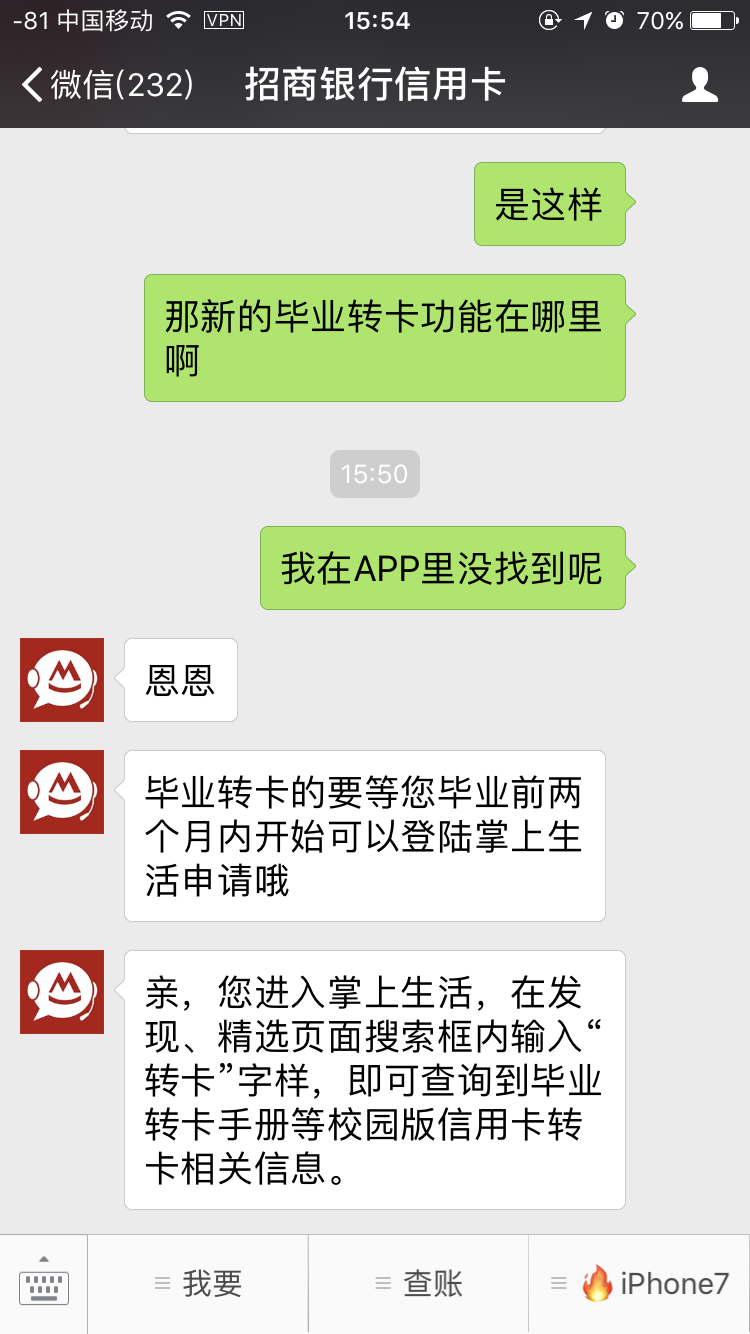 -81 中国移动 VPN 15:54 70%
微信(232) 招商银行信用卡
是这样
那新的毕业转卡功能在哪里
啊
15:50
我在APP里没找到呢
恩恩
毕业转卡的要等您毕业前两
个月内开始可以登陆掌上生
活申请哦
亲，您进入掌上生活，在发
现、精选页面搜索框内输入“
转卡”字样，即可查询到毕业
转卡手册等校园版信用卡转
卡相关信息。
我要 查账 🔥iPhone7